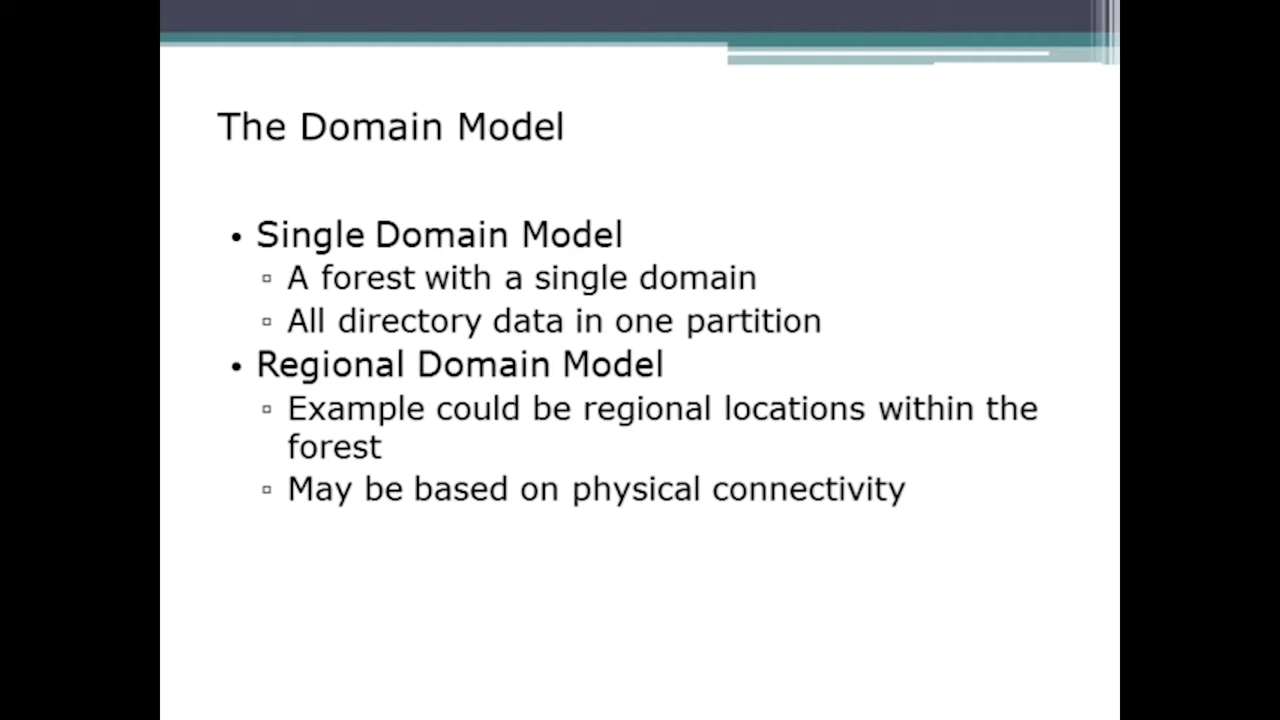 The Domain Model
• Single Domain Model
▫ A forest with a single domain
▫ All directory data in one partition
• Regional Domain Model
▫ Example could be regional locations within the
forest
▫ May be based on physical connectivity